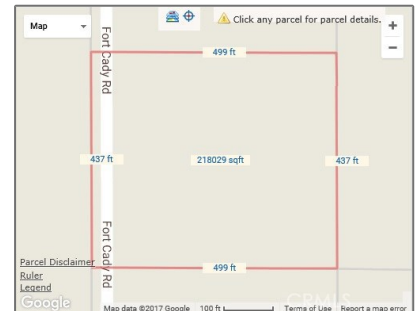 Map
Click any parcel for parcel details.
+
−
Fort Cady Rd
499 ft
437 ft
218029 sqft
437 ft
Fort Cady Rd
499 ft
Parcel Disclaimer
Ruler
Legend
Google
CRMLS
Map data ©2017 Google 100 ft Terms of Use Report a map error